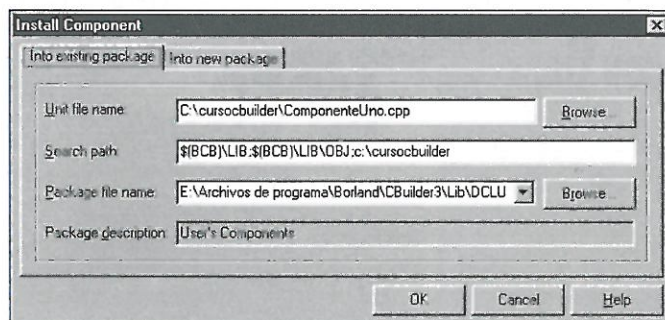 Install Component
Into existing package Into new package
Unit file name: C:\cursocbuilder\ComponenteUno.cpp Browse...
Search path: $(BCB)\LIB;$(BCB)\LIB\OBJ;c:\cursocbuilder
Package file name: E:\Archivos de programa\Borland\CBuilder3\Lib\DCLU Browse...
Package description: User's Components
OK Cancel Help